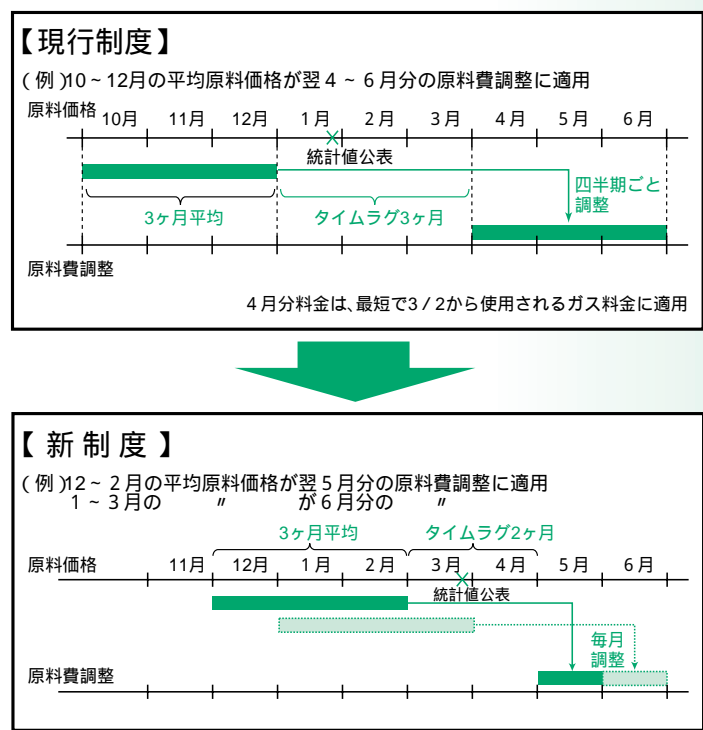 【現行制度】
(例)10~12月の平均原料価格が翌4~6月分の原料費調整に適用
原料価格
10月 11月 12月 1月 2月 3月 4月 5月 6月
統計値公表
四半期ごと
調整
3ヶ月平均 タイムラグ3ヶ月
原料費調整
4月分料金は、最短で3/2から使用されるガス料金に適用
【新制度】
(例)12~2月の平均原料価格が翌5月分の原料費調整に適用
1~3月の 〃 が6月分の 〃
3ヶ月平均 タイムラグ2ヶ月
原料価格 11月 12月 1月 2月 3月 4月 5月 6月
統計値公表
毎月
調整
原料費調整